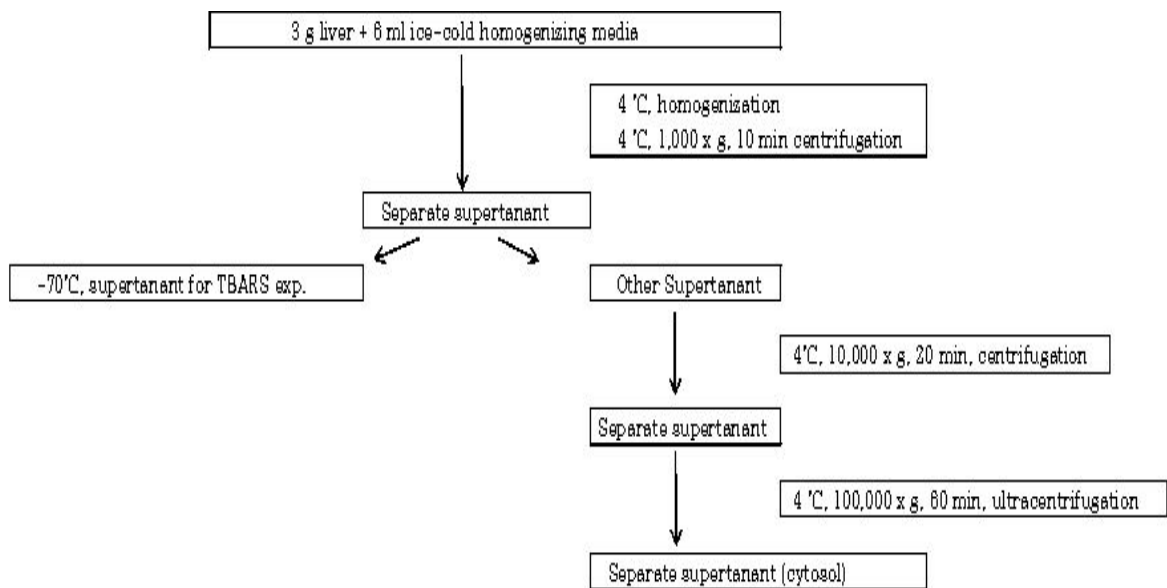 3 g liver + 6 ml ice-cold homogenizing media
4 ℃, homogenization
4 ℃, 1,000 x g, 10 min centrifugation
Separate supertanant
-70℃, supertanant for TBARS exp.
Other Supertanant
4℃, 10,000 x g, 20 min, centrifugation
Separate supertanant
4 ℃, 100,000 x g, 60 min, ultracentrifugation
Separate supertanant (cytosol)